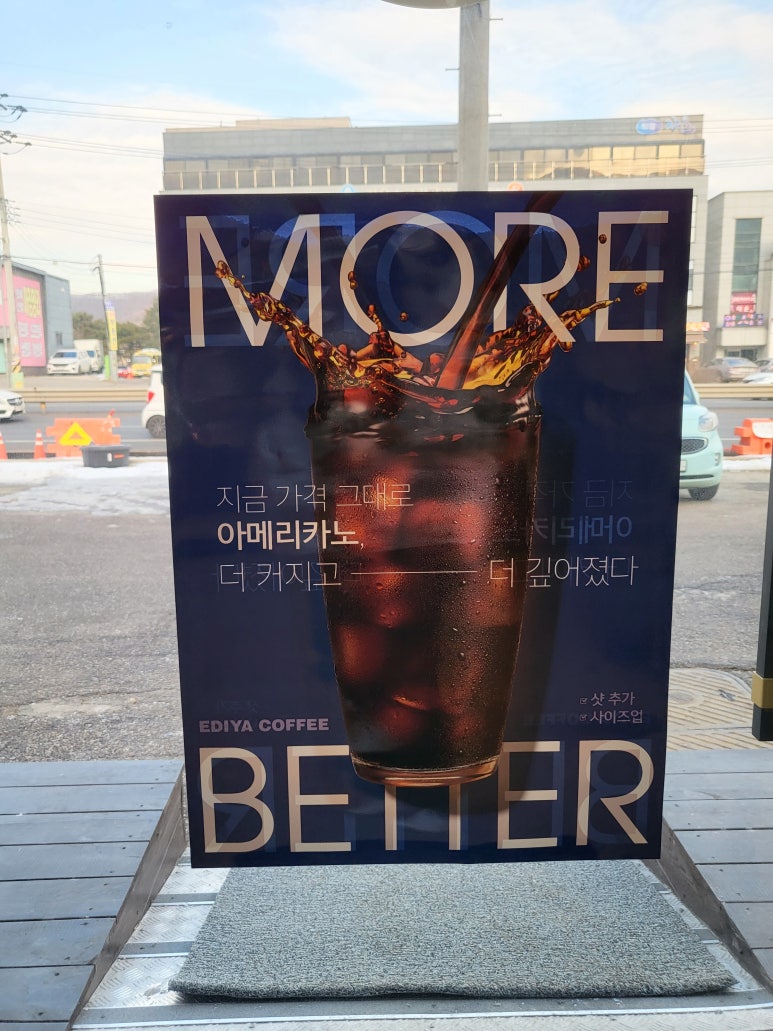 MORE
지금 가격 그대로
아메리카노,
더 커지고 ——— 더 깊어졌다
샷 추가
사이즈업
EDIYA COFFEE
BETTER